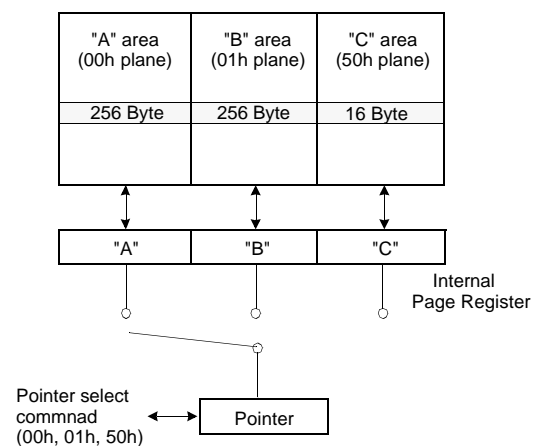 "A" area
(00h plane)
"B" area
(01h plane)
"C" area
(50h plane)
256 Byte
256 Byte
16 Byte
"A"
"B"
"C"
Internal
Page Register
Pointer select
commnad
(00h, 01h, 50h)
Pointer